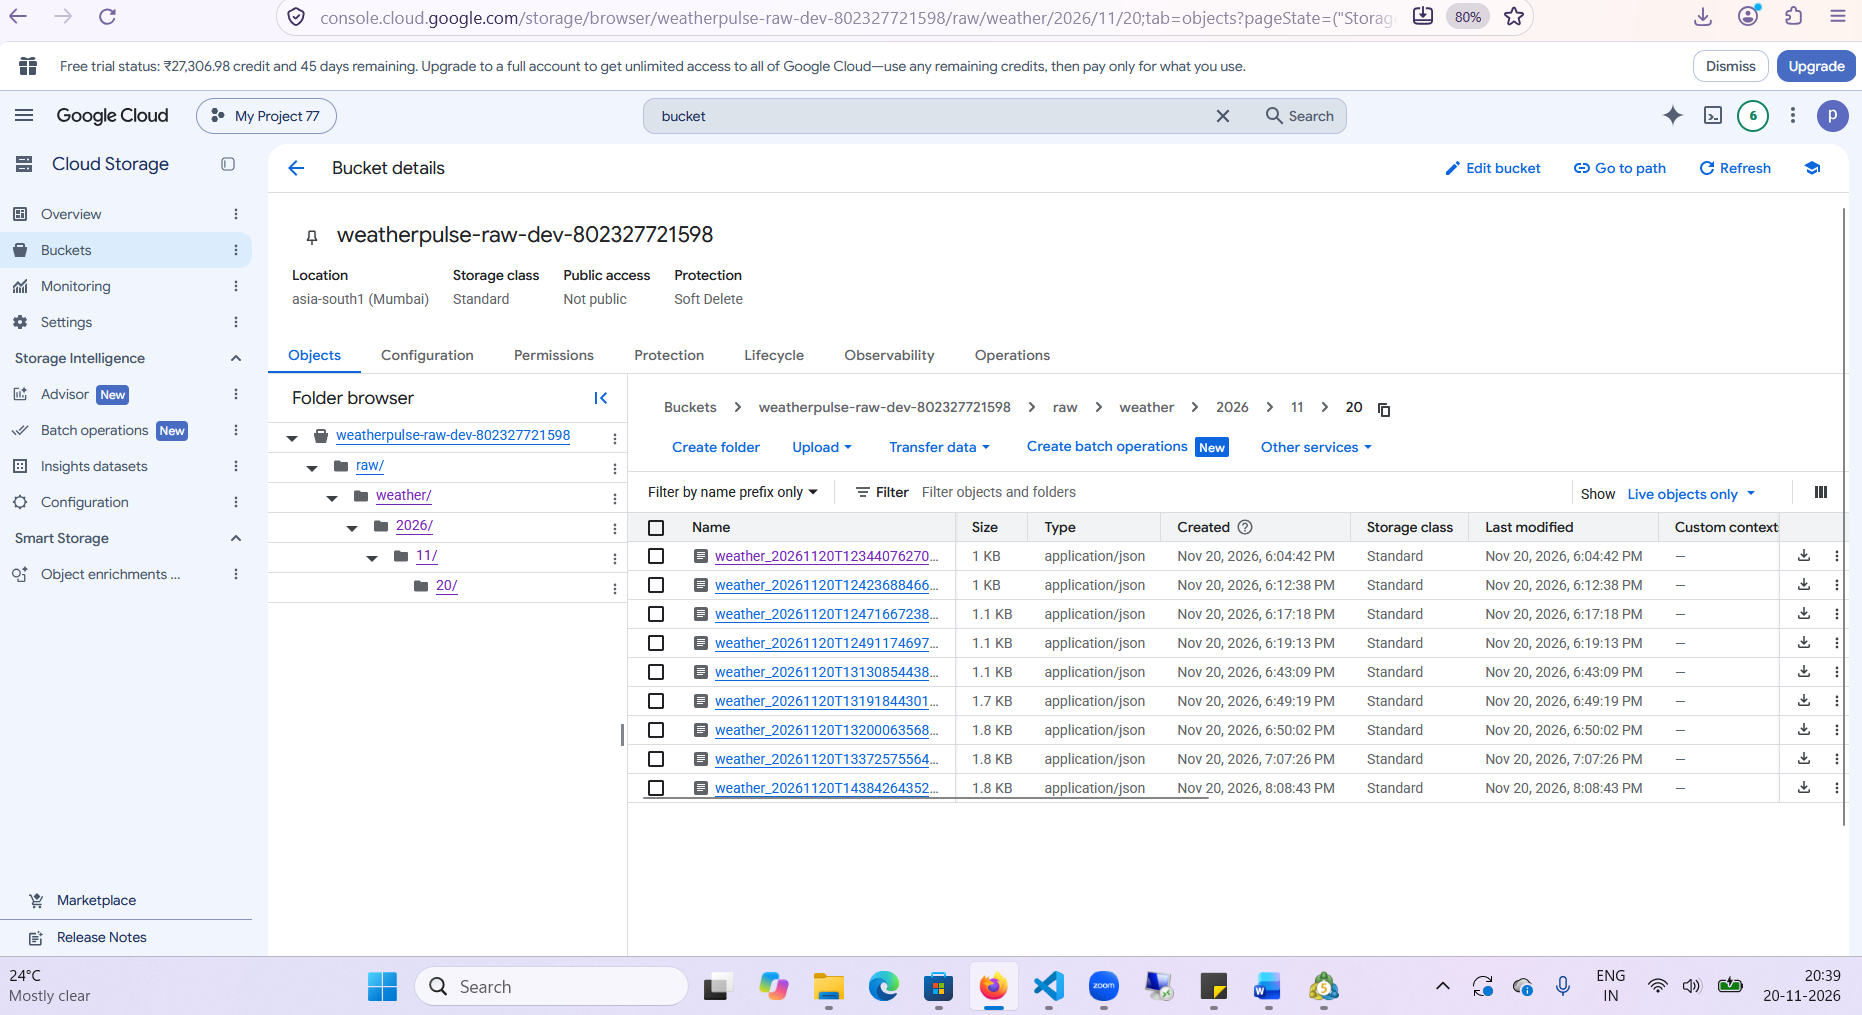 console.cloud.google.com/storage/browser/weatherpulse-raw-dev-802327721598/raw/weather/2026/11/20;tab=objects?pageState=("Storag
80%
Free trial status: ₹27,306.98 credit and 45 days remaining. Upgrade to a full account to get unlimited access to all of Google Cloud—use any remaining credits, then pay only for what you use.
Dismiss
Upgrade
Google Cloud
My Project 77
bucket
Search
6
p
Cloud Storage
Overview
Buckets
Monitoring
Settings
Storage Intelligence
Advisor New
Batch operations New
Insights datasets
Configuration
Smart Storage
Object enrichments ...
Marketplace
Release Notes
Bucket details
Edit bucket
Go to path
Refresh
weatherpulse-raw-dev-802327721598
Location Storage class Public access Protection
asia-south1 (Mumbai) Standard Not public Soft Delete
Objects Configuration Permissions Protection Lifecycle Observability Operations
Folder browser
weatherpulse-raw-dev-802327721598
raw/
weather/
2026/
11/
20/
Buckets > weatherpulse-raw-dev-802327721598 > raw > weather > 2026 > 11 > 20
Create folder Upload Transfer data Create batch operations New Other services
Filter by name prefix only Filter Filter objects and folders Show Live objects only
Name Size Type Created Storage class Last modified Custom context
weather_20261120T12344076270... 1 KB application/json Nov 20, 2026, 6:04:42 PM Standard Nov 20, 2026, 6:04:42 PM —
weather_20261120T12423688466... 1 KB application/json Nov 20, 2026, 6:12:38 PM Standard Nov 20, 2026, 6:12:38 PM —
weather_20261120T12471667238... 1.1 KB application/json Nov 20, 2026, 6:17:18 PM Standard Nov 20, 2026, 6:17:18 PM —
weather_20261120T12491174697... 1.1 KB application/json Nov 20, 2026, 6:19:13 PM Standard Nov 20, 2026, 6:19:13 PM —
weather_20261120T13130854438... 1.1 KB application/json Nov 20, 2026, 6:43:09 PM Standard Nov 20, 2026, 6:43:09 PM —
weather_20261120T13191844301... 1.7 KB application/json Nov 20, 2026, 6:49:19 PM Standard Nov 20, 2026, 6:49:19 PM —
weather_20261120T13200063568... 1.8 KB application/json Nov 20, 2026, 6:50:02 PM Standard Nov 20, 2026, 6:50:02 PM —
weather_20261120T13372575564... 1.8 KB application/json Nov 20, 2026, 7:07:26 PM Standard Nov 20, 2026, 7:07:26 PM —
weather_20261120T14384264352... 1.8 KB application/json Nov 20, 2026, 8:08:43 PM Standard Nov 20, 2026, 8:08:43 PM —
24°C
Mostly clear
Search
zoom
W
5
ENG
IN
20:39
20-11-2026